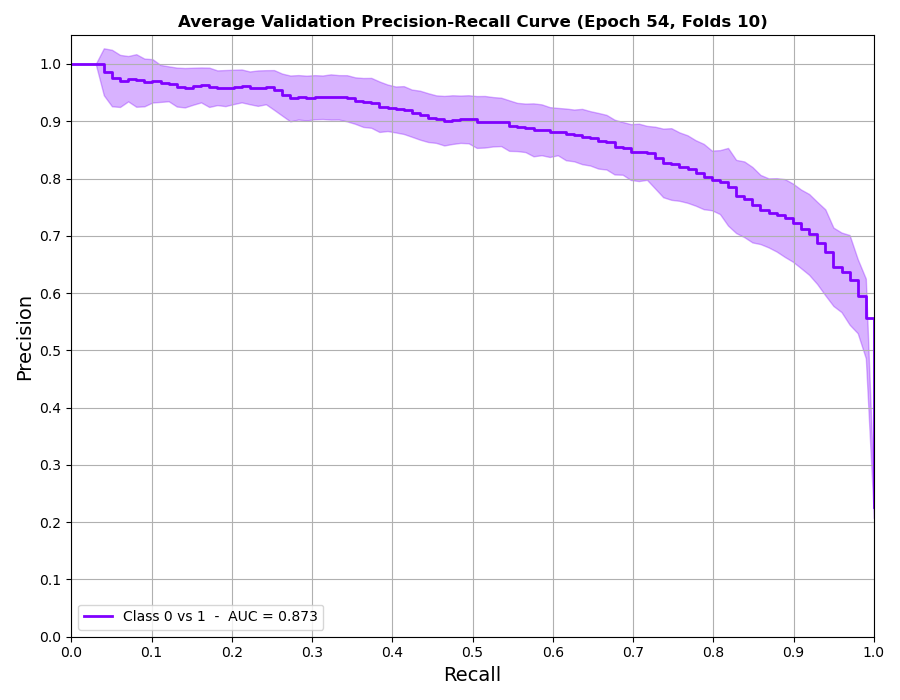 Average Validation Precision-Recall Curve (Epoch 54, Folds 10)
1.0
0.9
0.8
0.7
0.6
0.5
0.4
0.3
0.2
0.1
0.0
Precision
Class 0 vs 1 - AUC = 0.873
0.0 0.1 0.2 0.3 0.4 0.5 0.6 0.7 0.8 0.9 1.0
Recall